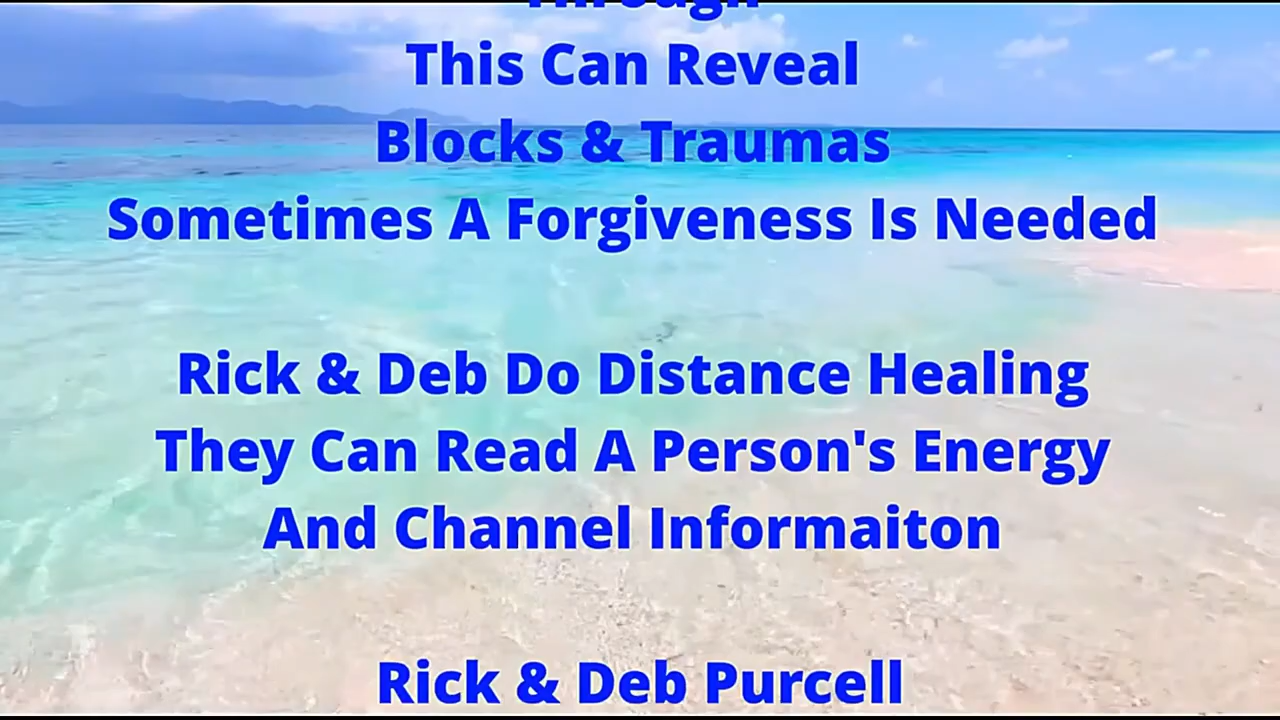 Through
This Can Reveal
Blocks & Traumas
Sometimes A Forgiveness Is Needed
Rick & Deb Do Distance Healing
They Can Read A Person's Energy
And Channel Informaiton
Rick & Deb Purcell